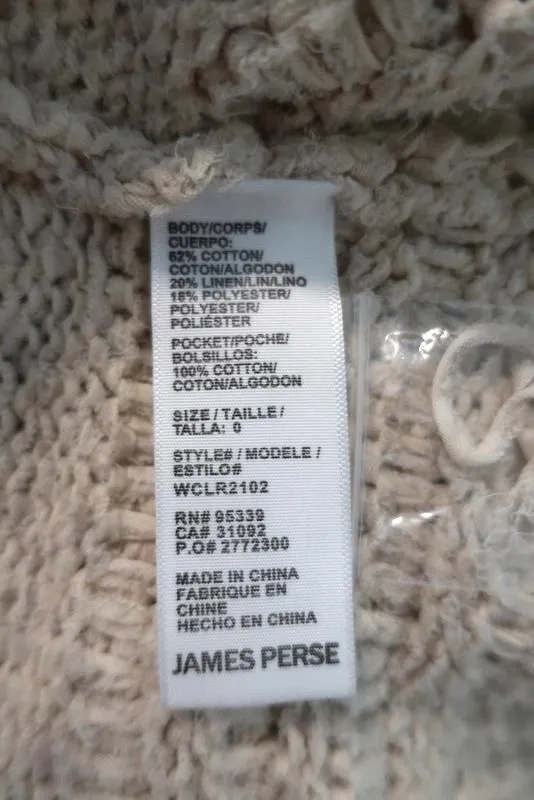 BODY/CORPS/
CUERPO:
62% COTTON/
COTON/ALGODON
20% LINEN/LIN/LINO
18% POLYESTER/
POLYESTER/
POLIÉSTER
POCKET/POCHE/
BOLSILLOS:
100% COTTON/
COTON/ALGODON
SIZE / TAILLE /
TALLA: 0
STYLE# / MODELE /
ESTILO#
WCLR2102
RN# 95339
CA# 31092
P.O# 2772300
MADE IN CHINA
FABRIQUE EN
CHINE
HECHO EN CHINA
JAMES PERSE